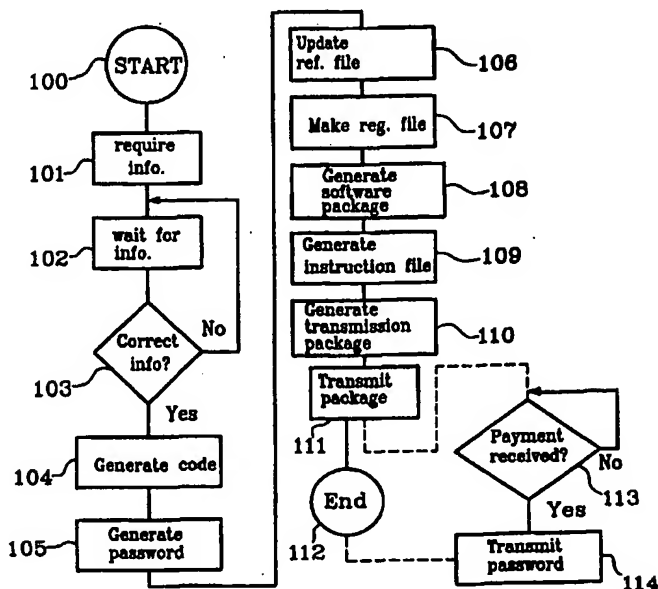 100
START
101
require
info.
102
wait for
info.
103
Correct
info?
No
Yes
104
Generate code
105
Generate
password
Update
ref. file
106
Make reg. file
107
Generate
software
package
108
Generate
instruction file
109
Generate
transmission
package
110
Transmit
package
111
End
112
Payment
received?
No
113
Yes
Transmit
password
114